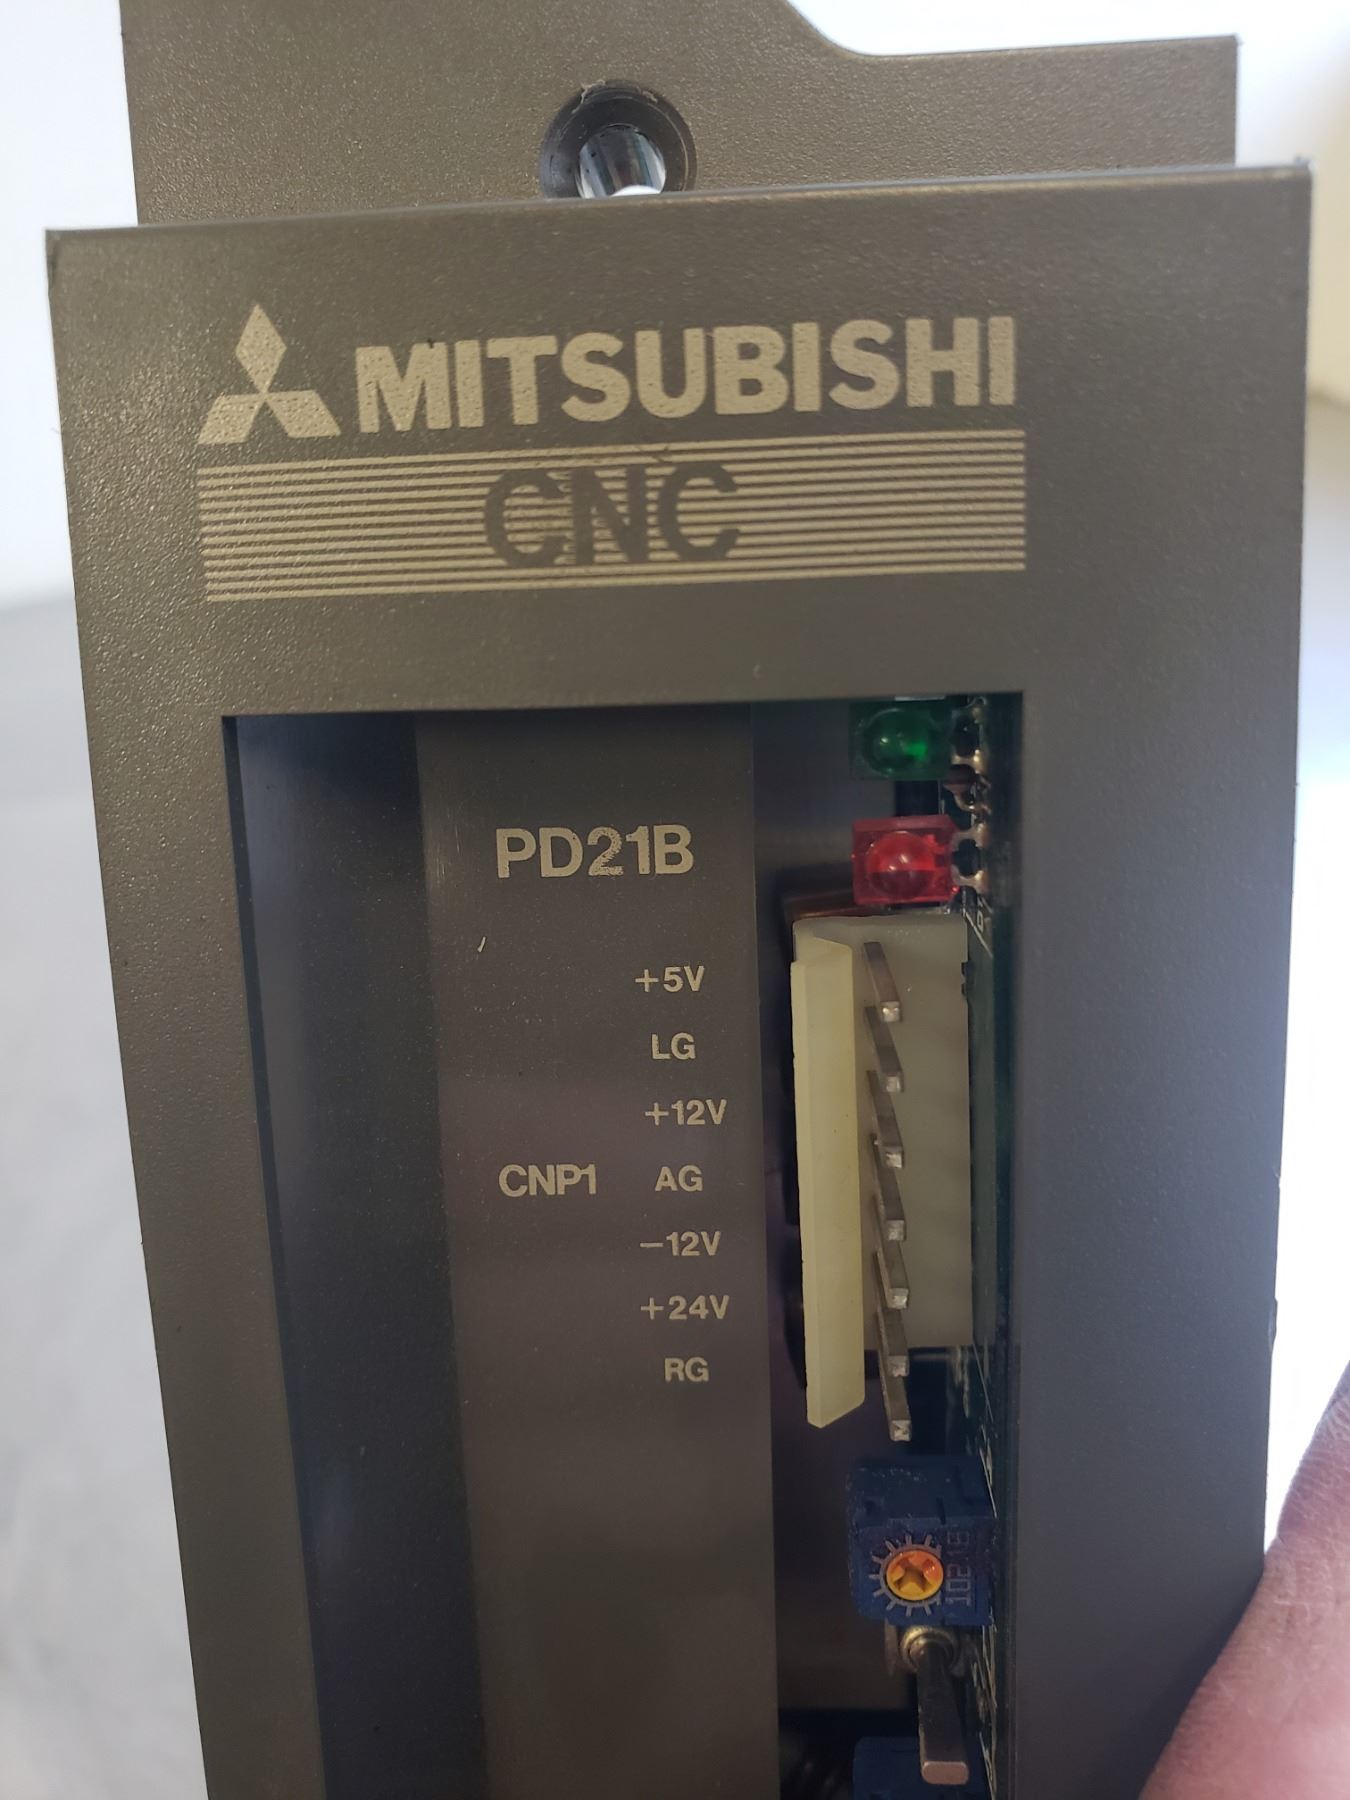 MITSUBISHI
CNC
PD21B
+5V
LG
+12V
CNP1 AG
−12V
+24V
RG